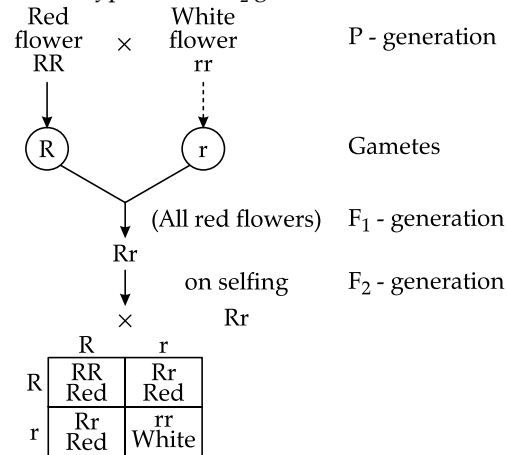 Red White
flower × flower P - generation
RR rr
R r Gametes
(All red flowers) F₁ - generation
Rr
on selfing F₂ - generation
× Rr
R r
R RR Rr
Red Red
r Rr rr
Red White